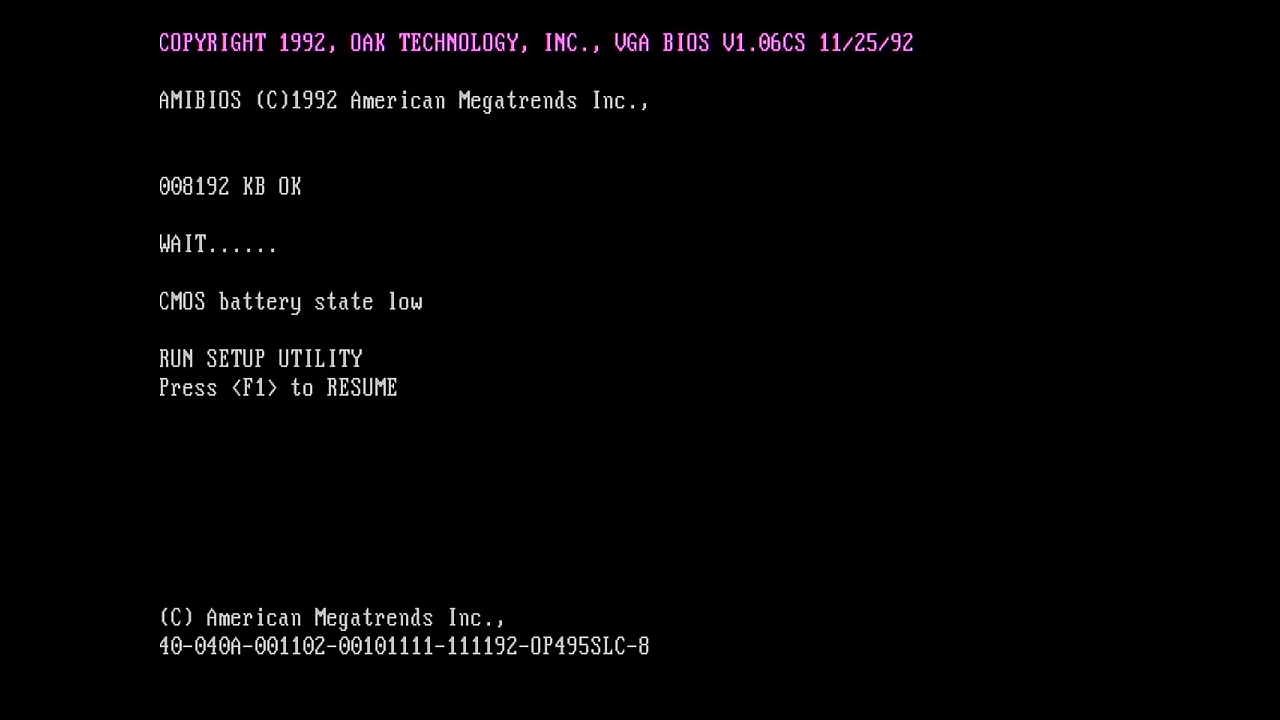 COPYRIGHT 1992, OAK TECHNOLOGY, INC., VGA BIOS V1.06CS 11/25/92
AMIBIOS (C)1992 American Megatrends Inc.,
008192 KB OK
WAIT......
CMOS battery state low
RUN SETUP UTILITY
Press <F1> to RESUME
(C) American Megatrends Inc.,
40-040A-001102-00101111-111192-OP495SLC-8